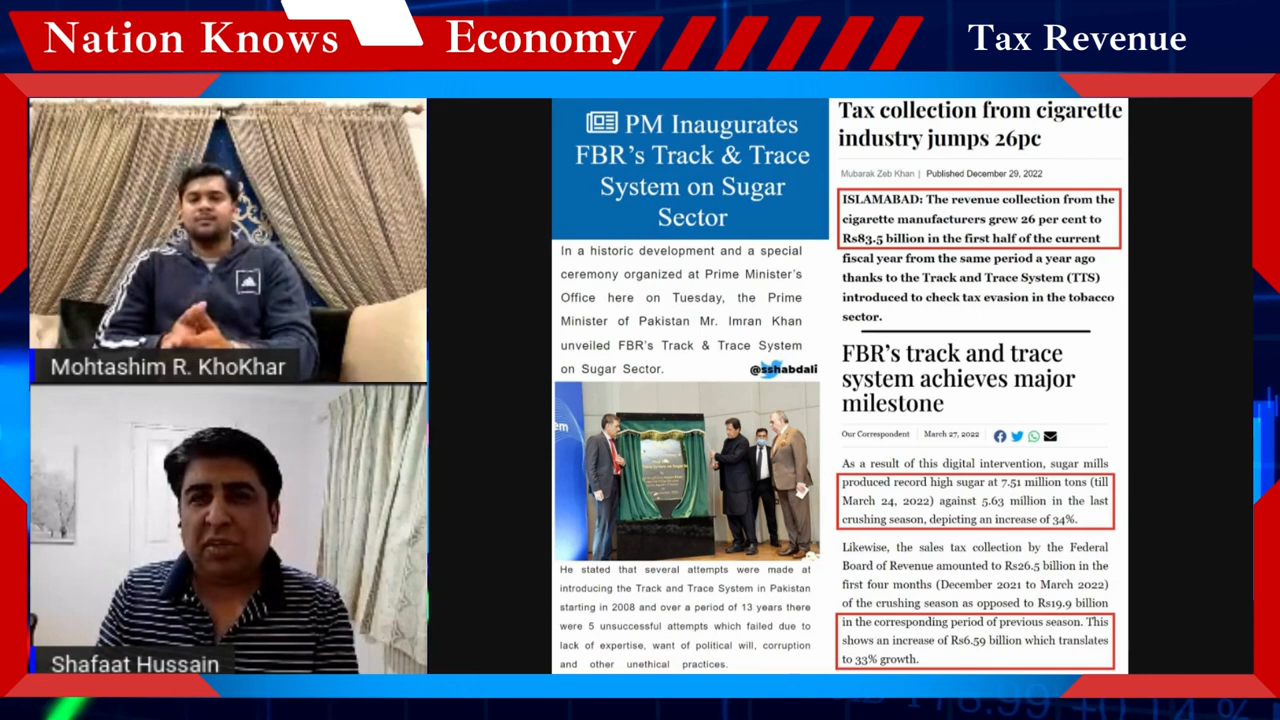 Nation Knows
Economy
Tax Revenue
Mohtashim R. KhoKhar
Shafaat Hussain
PM Inaugurates
FBR's Track & Trace
System on Sugar
Sector
In a historic development and a special
ceremony organized at Prime Minister's
Office here on Tuesday, the Prime
Minister of Pakistan Mr. Imran Khan
unveiled FBR's Track & Trace System
on Sugar Sector.
@sshabdali
He stated that several attempts were made at
introducing the Track and Trace System in Pakistan
starting in 2008 and over a period of 13 years there
were 5 unsuccessful attempts which failed due to
lack of expertise, want of political will, corruption
and other unethical practices.
Tax collection from cigarette
industry jumps 26pc
Mubarak Zeb Khan | Published December 29, 2022
ISLAMABAD: The revenue collection from the
cigarette manufacturers grew 26 per cent to
Rs83.5 billion in the first half of the current
fiscal year from the same period a year ago
thanks to the Track and Trace System (TTS)
introduced to check tax evasion in the tobacco
sector.
FBR's track and trace
system achieves major
milestone
Our Correspondent | March 27, 2022
As a result of this digital intervention, sugar mills
produced record high sugar at 7.51 million tons (till
March 24, 2022) against 5.63 million in the last
crushing season, depicting an increase of 34%.
Likewise, the sales tax collection by the Federal
Board of Revenue amounted to Rs26.5 billion in the
first four months (December 2021 to March 2022)
of the crushing season as opposed to Rs19.9 billion
in the corresponding period of previous season. This
shows an increase of Rs6.59 billion which translates
to 33% growth.